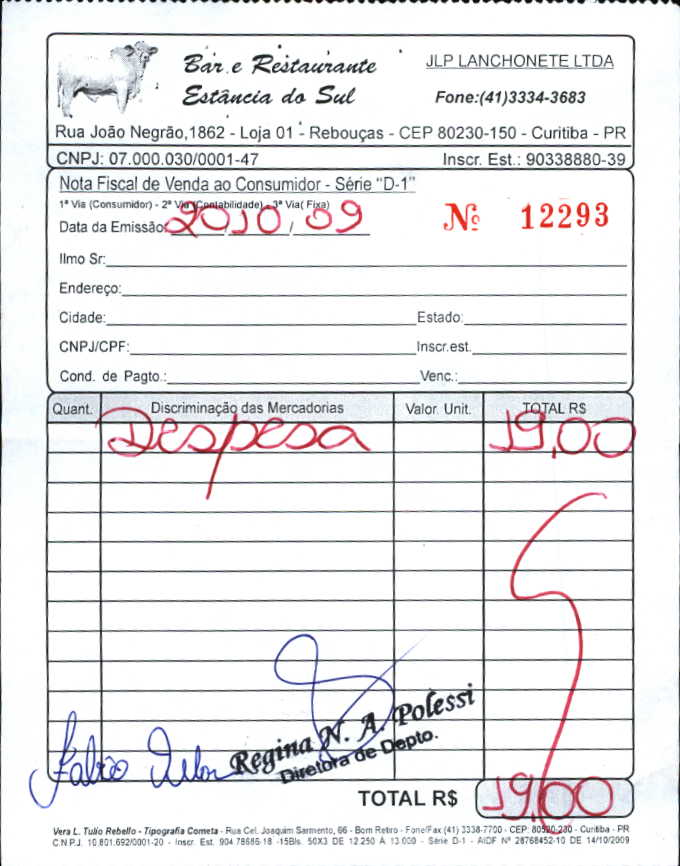 Bar e Restaurante
Estância do Sul
JLP LANCHONETE LTDA
Fone:(41)3334-3683
Rua João Negrão,1862 - Loja 01 - Rebouças - CEP 80230-150 - Curitiba - PR
CNPJ: 07.000.030/0001-47 Inscr. Est.: 90338880-39
Nota Fiscal de Venda ao Consumidor - Série "D-1"
1ª Via (Consumidor) - 2ª Via (Contabilidade) - 3ª Via( Fixa)
Data da Emissão: 29/10/09 Nº 12293
Ilmo Sr:
Endereço:
Cidade: Estado:
CNPJ/CPF: Inscr.est.
Cond. de Pagto.: Venc.:
Quant. Discriminação das Mercadorias Valor. Unit. TOTAL R$
Despesa 19,00
Regina N. A. Polessi
Diretora de Depto.
Fabio
TOTAL R$ 19,00
Vera L. Tulio Rebello - Tipografia Cometa - Rua Cel. Joaquim Sarmento, 66 - Bom Retiro - Fone/Fax (41) 3338-7700 - CEP: 80520-230 - Curitiba - PR
C.N.P.J. 10.801.692/0001-20 - Inscr. Est. 904.78685-18 -15Bls. 50X3 DE 12.250 À 13.000 - Série D-1 - AIDF Nº 28768452-10 DE 14/10/2009